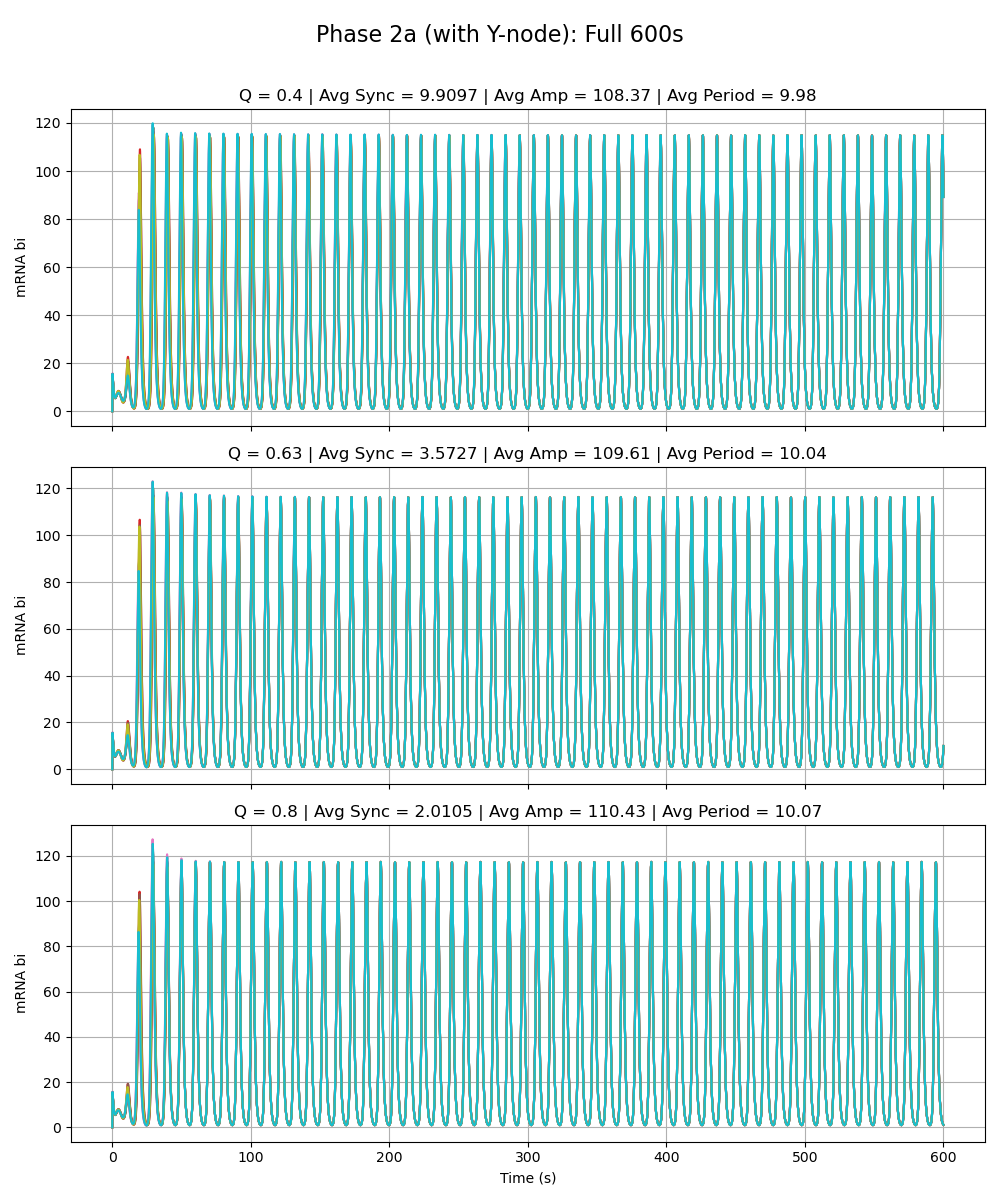 Phase 2a (with Y-node): Full 600s
Q = 0.4 | Avg Sync = 9.9097 | Avg Amp = 108.37 | Avg Period = 9.98
120
100
80
60
40
20
0
mRNA bi
Q = 0.63 | Avg Sync = 3.5727 | Avg Amp = 109.61 | Avg Period = 10.04
120
100
80
60
40
20
0
mRNA bi
Q = 0.8 | Avg Sync = 2.0105 | Avg Amp = 110.43 | Avg Period = 10.07
120
100
80
60
40
20
0
mRNA bi
0 100 200 300 400 500 600
Time (s)